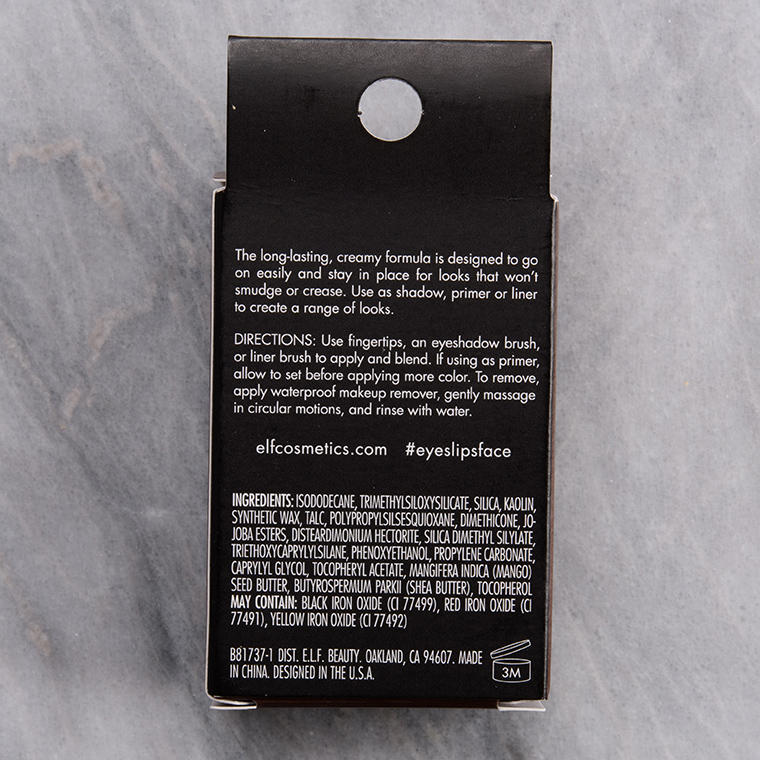 The long-lasting, creamy formula is designed to go
on easily and stay in place for looks that won't
smudge or crease. Use as shadow, primer or liner
to create a range of looks.
DIRECTIONS: Use fingertips, an eyeshadow brush,
or liner brush to apply and blend. If using as primer,
allow to set before applying more color. To remove,
apply waterproof makeup remover, gently massage
in circular motions, and rinse with water.
elfcosmetics.com #eyeslipsface
INGREDIENTS: ISODODECANE, TRIMETHYLSILOXYSILICATE, SILICA, KAOLIN,
SYNTHETIC WAX, TALC, POLYPROPYLSILSESQUIOXANE, DIMETHICONE, JO-
JOBA ESTERS, DISTEARDIMONIUM HECTORITE, SILICA DIMETHYL SILYLATE,
TRIETHOXYCAPRYLYLSILANE, PHENOXYETHANOL, PROPYLENE CARBONATE,
CAPRYLYL GLYCOL, TOCOPHERYL ACETATE, MANGIFERA INDICA (MANGO)
SEED BUTTER, BUTYROSPERMUM PARKII (SHEA BUTTER), TOCOPHEROL
MAY CONTAIN: BLACK IRON OXIDE (CI 77499), RED IRON OXIDE (CI
77491), YELLOW IRON OXIDE (CI 77492)
B81737-1 DIST. E.L.F. BEAUTY. OAKLAND, CA 94607. MADE
IN CHINA. DESIGNED IN THE U.S.A.
3M